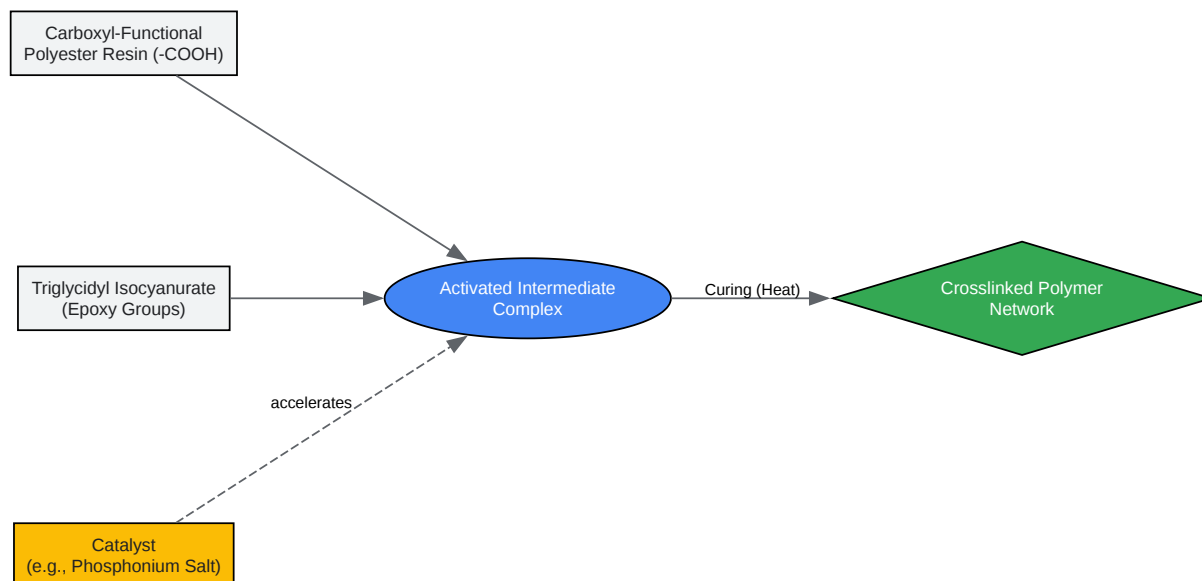 Carboxyl-Functional
Polyester Resin (-COOH)
Triglycidyl Isocyanurate
(Epoxy Groups)
Activated Intermediate
Complex
Curing (Heat)
Crosslinked Polymer
Network
accelerates
Catalyst
(e.g., Phosphonium Salt)